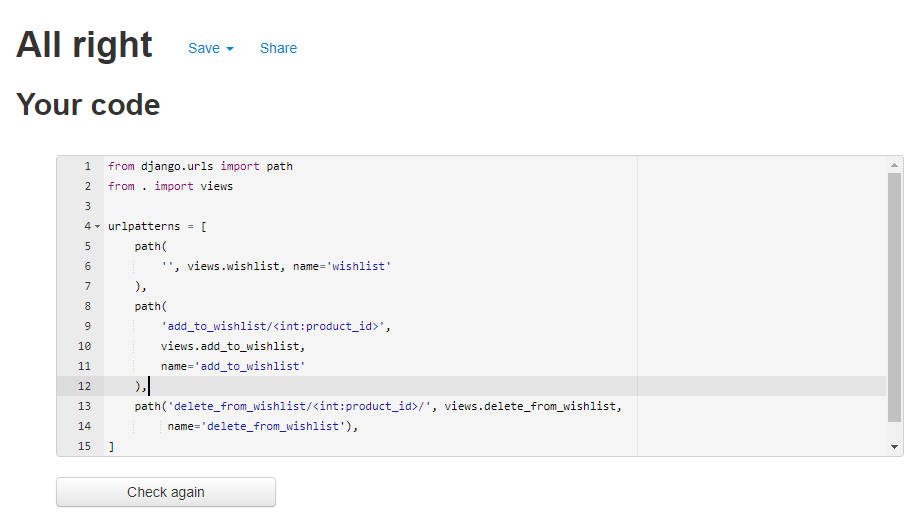 All right
Save
Share
Your code
1 from django.urls import path
2 from . import views
3
4 urlpatterns = [
5     path(
6         '', views.wishlist, name='wishlist'
7     ),
8     path(
9         'add_to_wishlist/<int:product_id>',
10         views.add_to_wishlist,
11         name='add_to_wishlist'
12     ),
13     path('delete_from_wishlist/<int:product_id>/', views.delete_from_wishlist,
14          name='delete_from_wishlist'),
15 ]
Check again